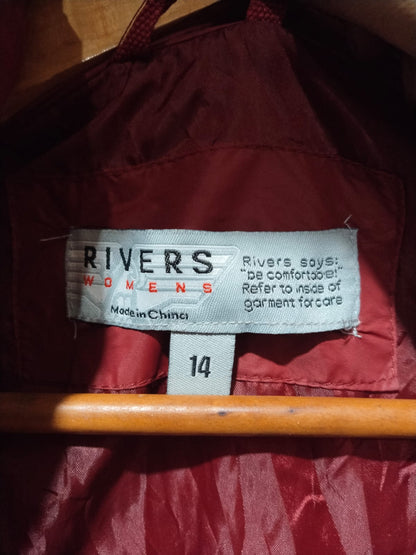 RIVERS
WOMENS
Made in China
Rivers says:
"be comfortable!"
Refer to inside of
garment for care
14